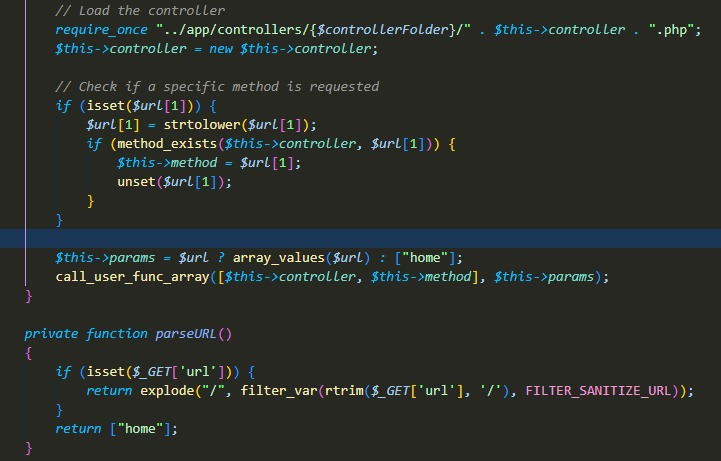 // Load the controller
require_once "../app/controllers/{$controllerFolder}/" . $this->controller . ".php";
$this->controller = new $this->controller;
// Check if a specific method is requested
if (isset($url[1])) {
$url[1] = strtolower($url[1]);
if (method_exists($this->controller, $url[1])) {
$this->method = $url[1];
unset($url[1]);
}
}
$this->params = $url ? array_values($url) : ["home"];
call_user_func_array([$this->controller, $this->method], $this->params);
}
private function parseURL()
{
if (isset($_GET['url'])) {
return explode("/", filter_var(rtrim($_GET['url'], '/'), FILTER_SANITIZE_URL));
}
return ["home"];
}